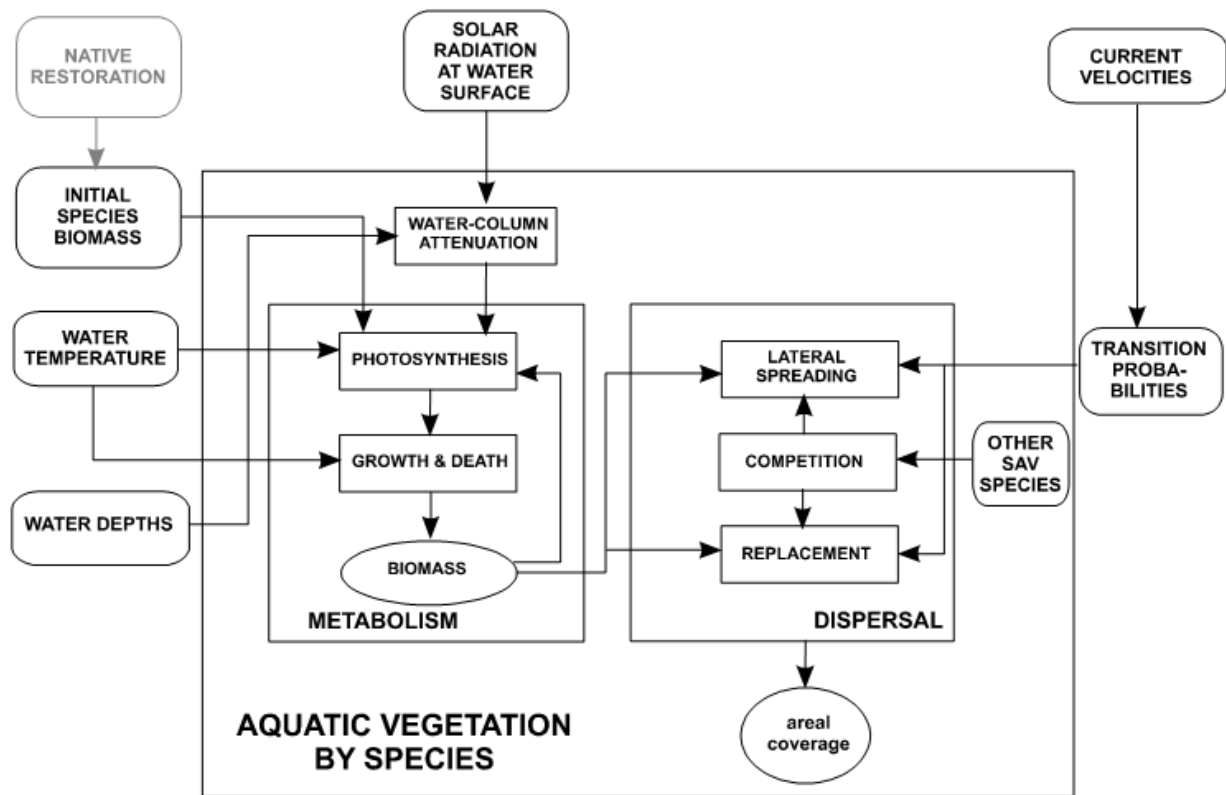 NATIVE
RESTORATION
SOLAR
RADIATION
AT WATER
SURFACE
CURRENT
VELOCITIES
INITIAL
SPECIES
BIOMASS
WATER-COLUMN
ATTENUATION
WATER
TEMPERATURE
PHOTOSYNTHESIS
LATERAL
SPREADING
TRANSITION
PROBA-
BILITIES
GROWTH & DEATH
COMPETITION
OTHER
SAV
SPECIES
WATER DEPTHS
BIOMASS
REPLACEMENT
METABOLISM
DISPERSAL
AQUATIC VEGETATION
BY SPECIES
areal
coverage